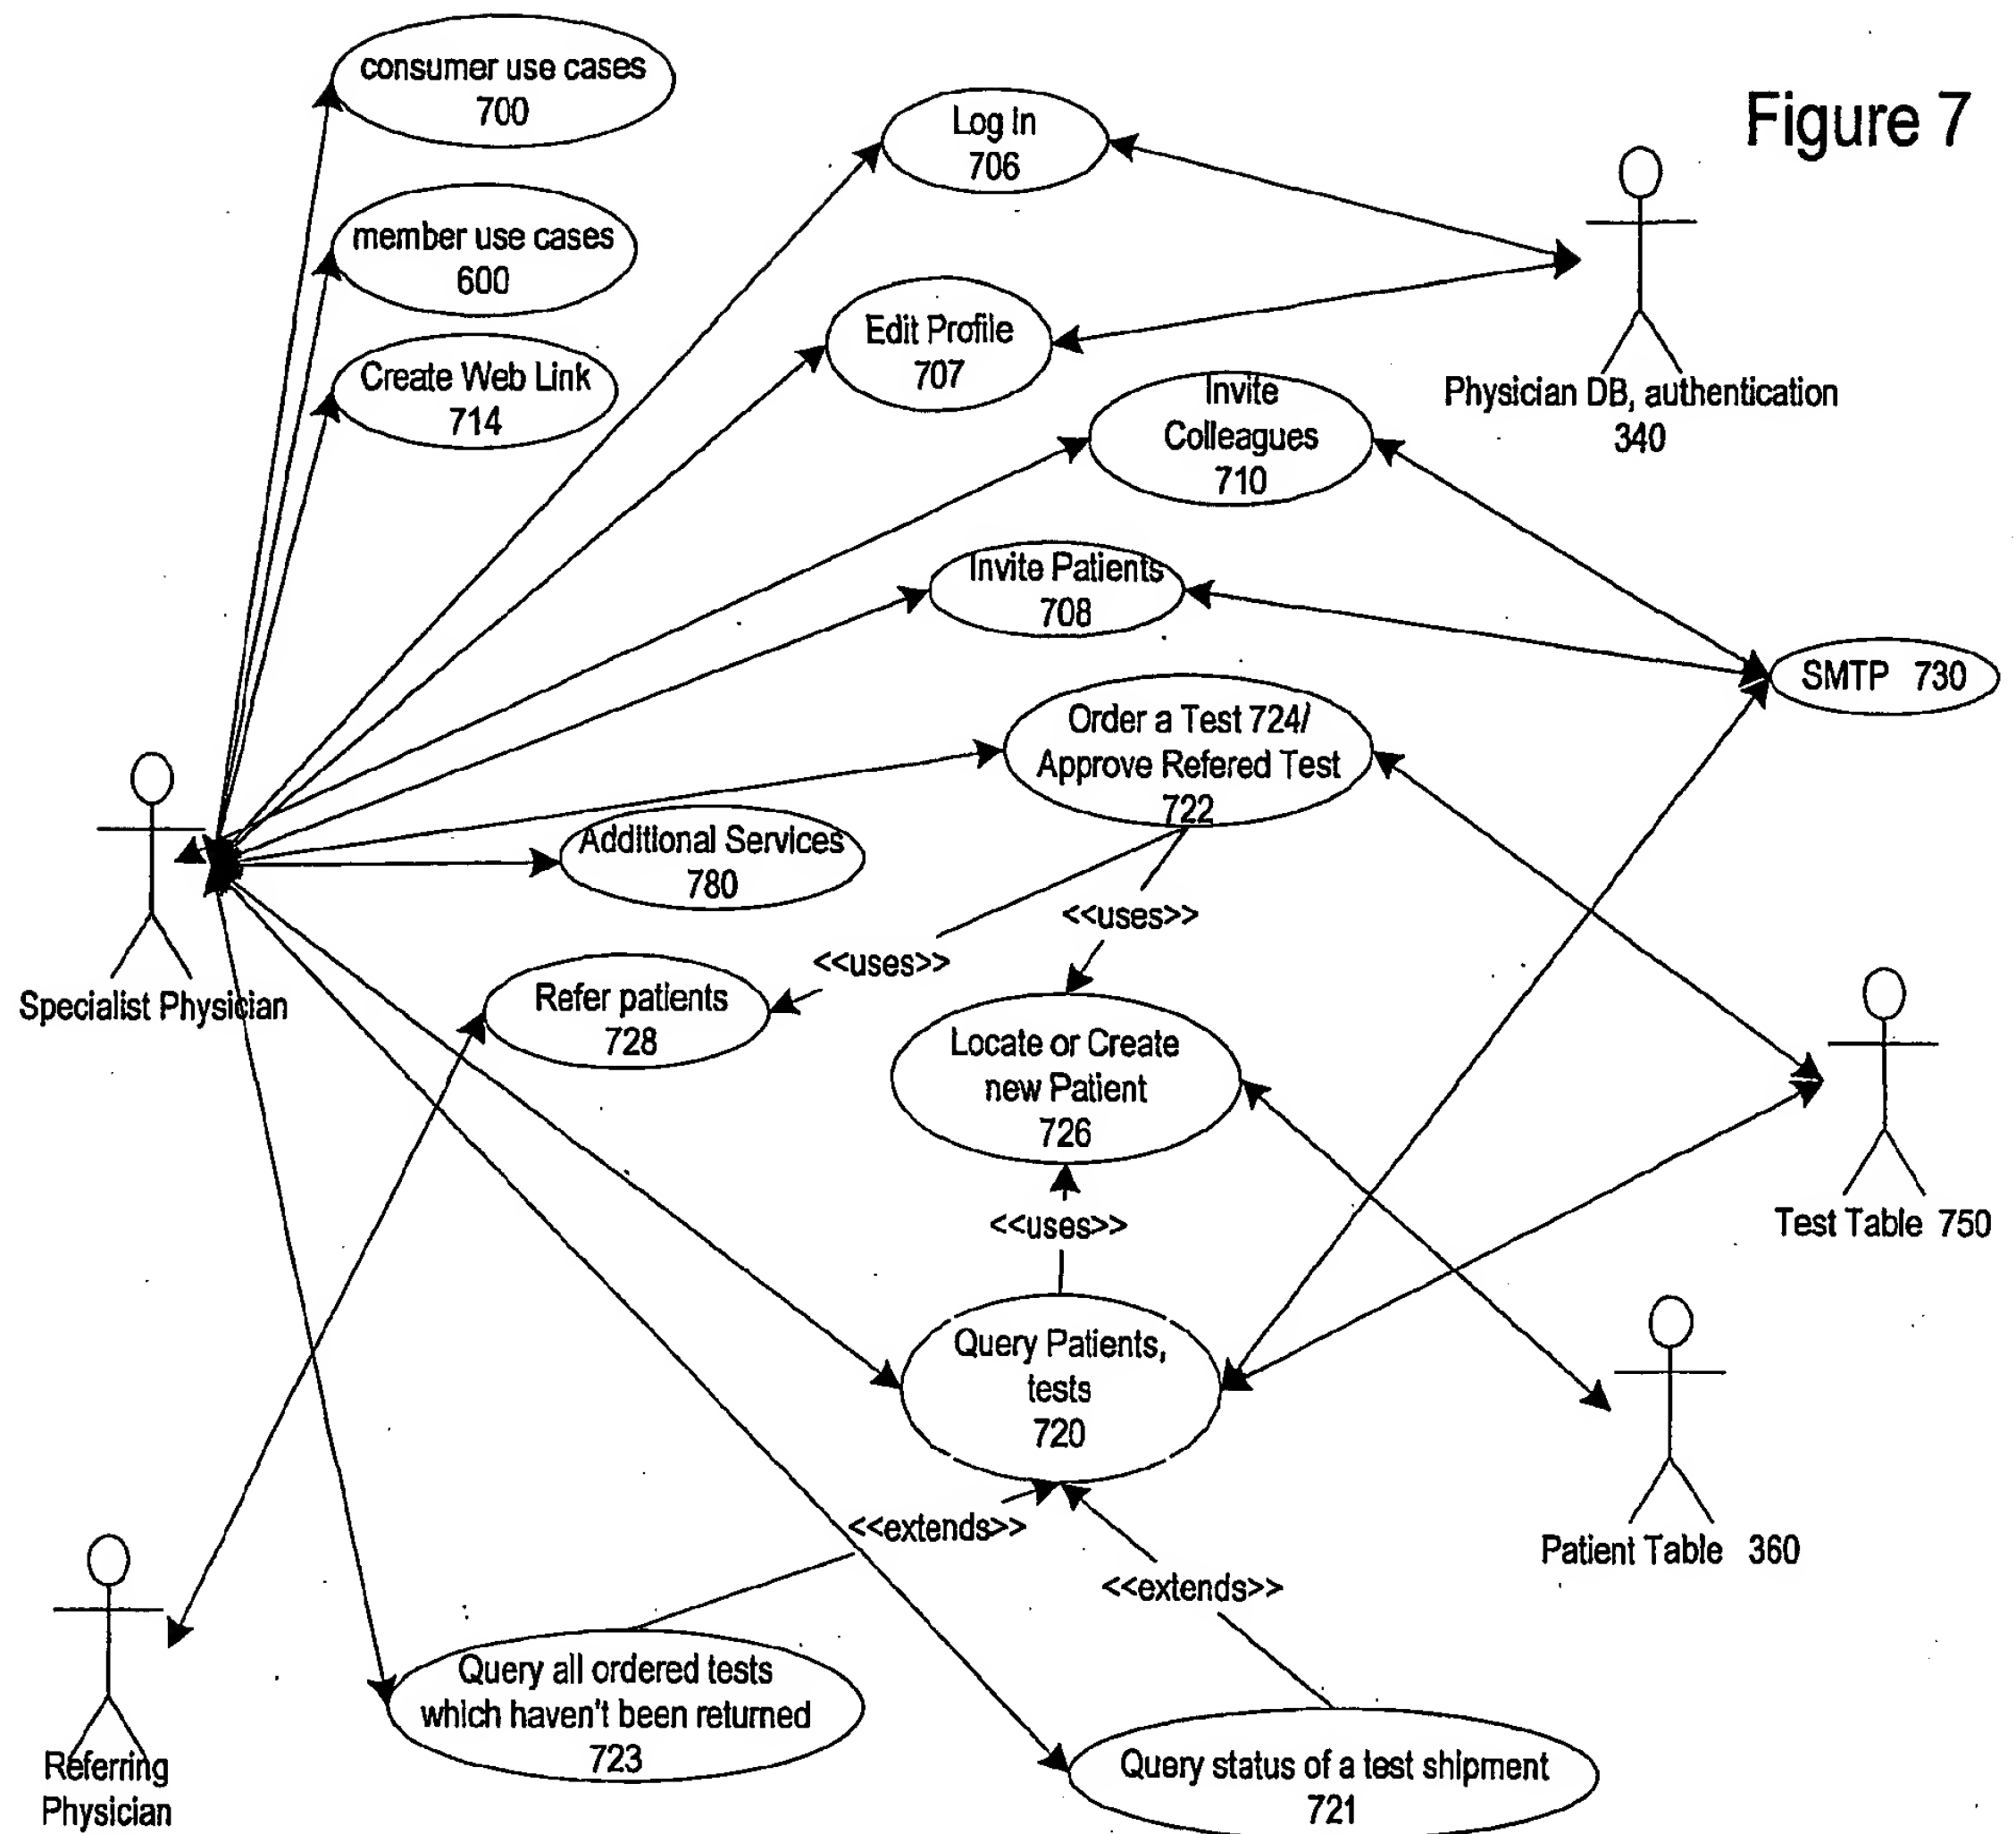 Figure 7
consumer use cases
700
Log In
706
member use cases
600
Edit Profile
707
Create Web Link
714
Physician DB, authentication
340
Invite
Colleagues
710
Invite Patients
708
SMTP 730
Order a Test 724/
Approve Refered Test
722
Additional Services
780
<<uses>>
<<uses>>
Specialist Physician
Refer patients
728
Locate or Create
new Patient
726
<<uses>>
Test Table 750
Query Patients,
tests
720
<<extends>>
Patient Table 360
<<extends>>
Query all ordered tests
which haven't been returned
723
Referring
Physician
Query status of a test shipment
721